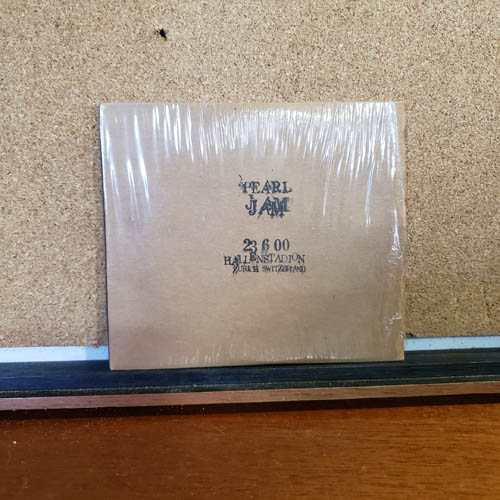 PEARL
JAM
23 6 00
HALLENSTADION
ZURICH SWITZERLAND